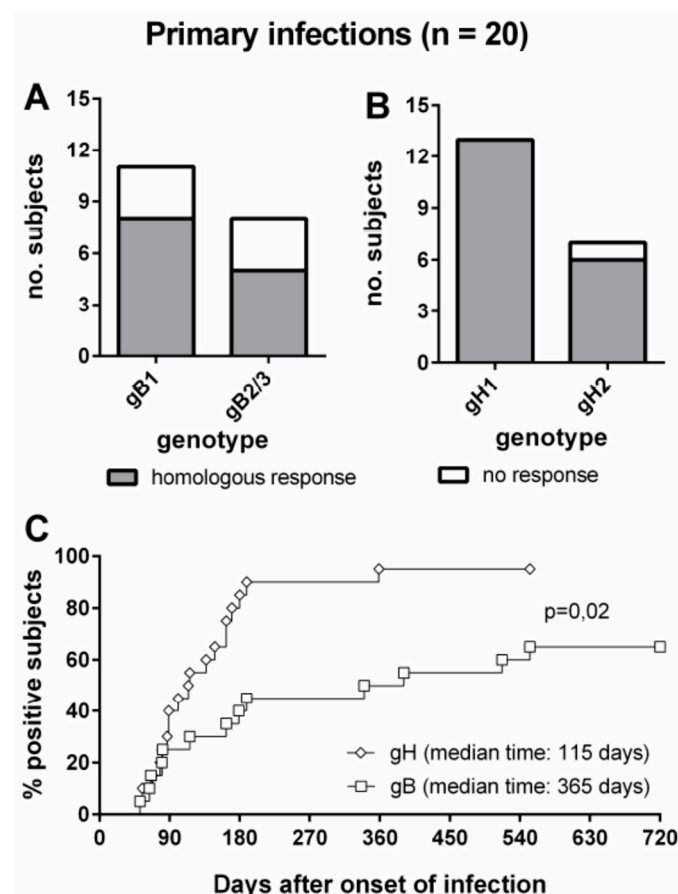 Primary infections (n = 20)
A
15
12
9
6
3
0
no. subjects
gB1
gB2/3
genotype
B
15
12
9
6
3
0
no. subjects
gH1
gH2
genotype
homologous response
no response
C
100
80
60
40
20
0
% positive subjects
p=0,02
gH (median time: 115 days)
gB (median time: 365 days)
0 90 180 270 360 450 540 630 720
Days after onset of infection